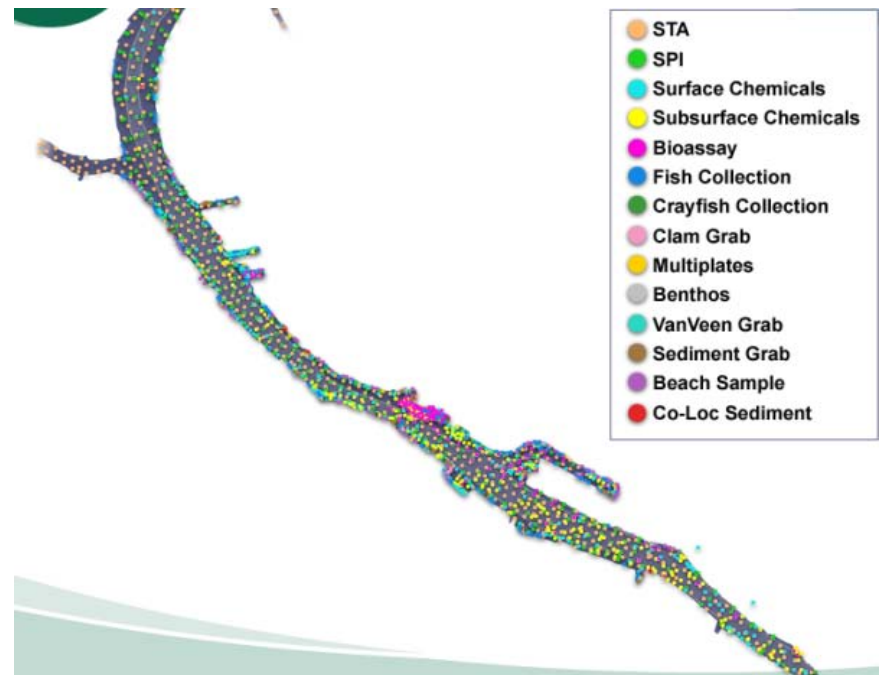 STA
SPI
Surface Chemicals
Subsurface Chemicals
Bioassay
Fish Collection
Crayfish Collection
Clam Grab
Multiplates
Benthos
VanVeen Grab
Sediment Grab
Beach Sample
Co-Loc Sediment